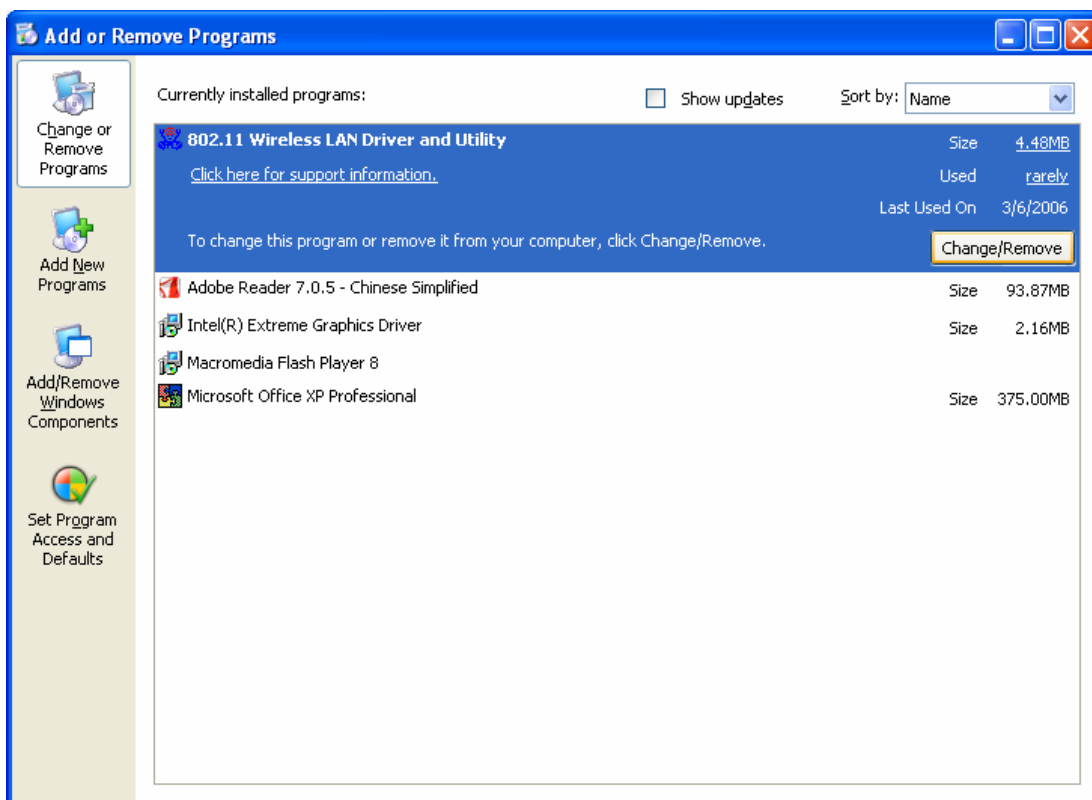 Add or Remove Programs
Change or
Remove
Programs
Add New
Programs
Add/Remove
Windows
Components
Set Program
Access and
Defaults
Currently installed programs:
Show updates
Sort by: Name
802.11 Wireless LAN Driver and Utility
Size 4.48MB
Click here for support information.
Used rarely
Last Used On 3/6/2006
To change this program or remove it from your computer, click Change/Remove.
Change/Remove
Adobe Reader 7.0.5 - Chinese Simplified
Size 93.87MB
Intel(R) Extreme Graphics Driver
Size 2.16MB
Macromedia Flash Player 8
Microsoft Office XP Professional
Size 375.00MB